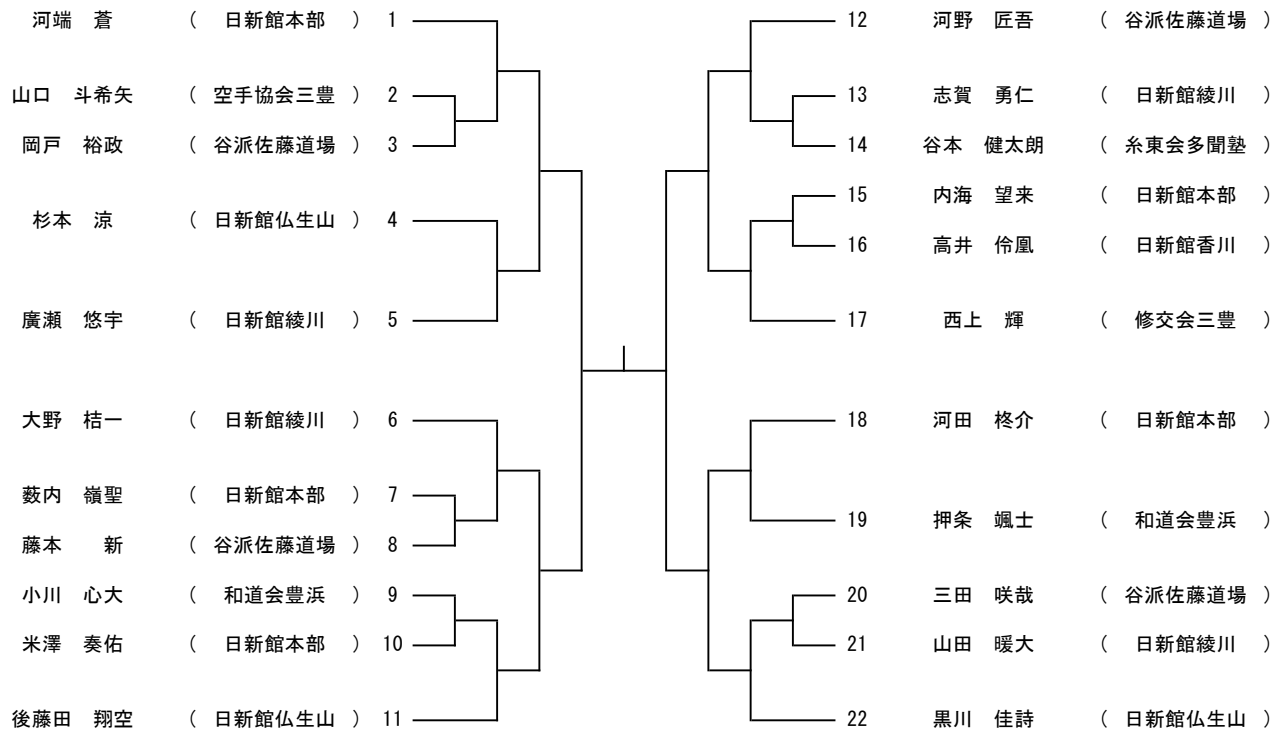 河端　蒼 （ 日新館本部 ） 1
山口　斗希矢 （ 空手協会三豊 ） 2
岡戸　裕政 （ 谷派佐藤道場 ） 3
杉本　涼 （ 日新館仏生山 ） 4
廣瀬　悠宇 （ 日新館綾川 ） 5
大野　桔一 （ 日新館綾川 ） 6
薮内　嶺聖 （ 日新館本部 ） 7
藤本　　新 （ 谷派佐藤道場 ） 8
小川　心大 （ 和道会豊浜 ） 9
米澤　奏佑 （ 日新館本部 ） 10
後藤田　翔空 （ 日新館仏生山 ） 11
12 河野　匠吾 （ 谷派佐藤道場 ）
13 志賀　勇仁 （ 日新館綾川 ）
14 谷本　健太朗 （ 糸東会多聞塾 ）
15 内海　望来 （ 日新館本部 ）
16 高井　伶凰 （ 日新館香川 ）
17 西上　輝 （ 修交会三豊 ）
18 河田　柊介 （ 日新館本部 ）
19 押条　颯士 （ 和道会豊浜 ）
20 三田　咲哉 （ 谷派佐藤道場 ）
21 山田　暖大 （ 日新館綾川 ）
22 黒川　佳詩 （ 日新館仏生山 ）